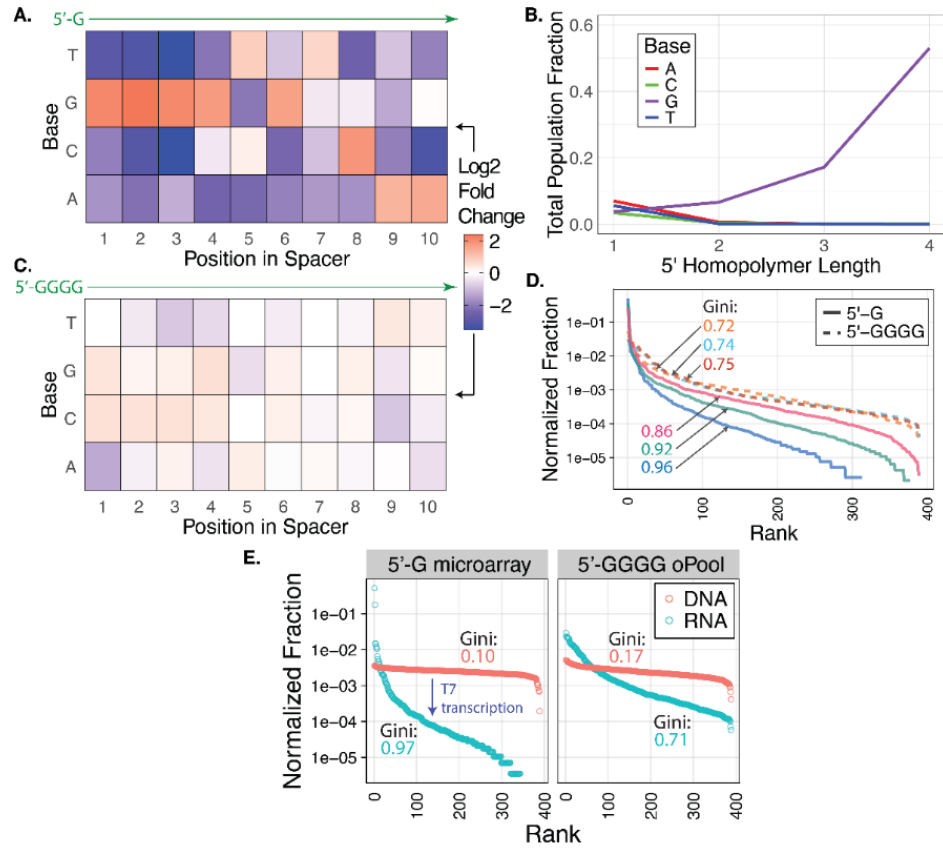 A.
5'-G
T
G
C
A
Base
1 2 3 4 5 6 7 8 9 10
Position in Spacer
Log2
Fold
Change
2
0
−2
B.
Total Population Fraction
0.6
0.4
0.2
0.0
Base
A
C
G
T
1 2 3 4
5' Homopolymer Length
C.
5'-GGGG
T
G
C
A
Base
1 2 3 4 5 6 7 8 9 10
Position in Spacer
D.
Normalized Fraction
1e−01
1e−02
1e−03
1e−04
1e−05
Gini:
0.72
0.74
0.75
5'−G
5'−GGGG
0.86
0.92
0.96
0 100 200 300 400
Rank
E.
5'-G microarray
5'-GGGG oPool
Normalized Fraction
1e−01
1e−02
1e−03
1e−04
1e−05
Gini:
0.10
T7
transcription
Gini:
0.97
DNA
RNA
Gini:
0.17
Gini:
0.71
0 100 200 300 400
0 100 200 300 400
Rank